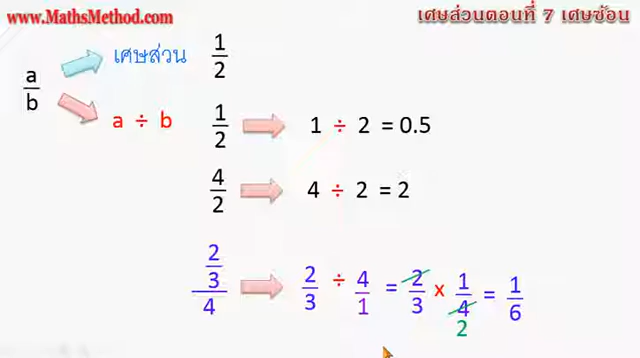 www.MathsMethod.com
เศษส่วนตอนที่ 7 เศษซ้อน
a/b
เศษส่วน 1/2
a ÷ b
1/2 1 ÷ 2 = 0.5
4/2 4 ÷ 2 = 2
(2/3)/4 2/3 ÷ 4/1 = 2/3 x 1/4 = 1/6
2